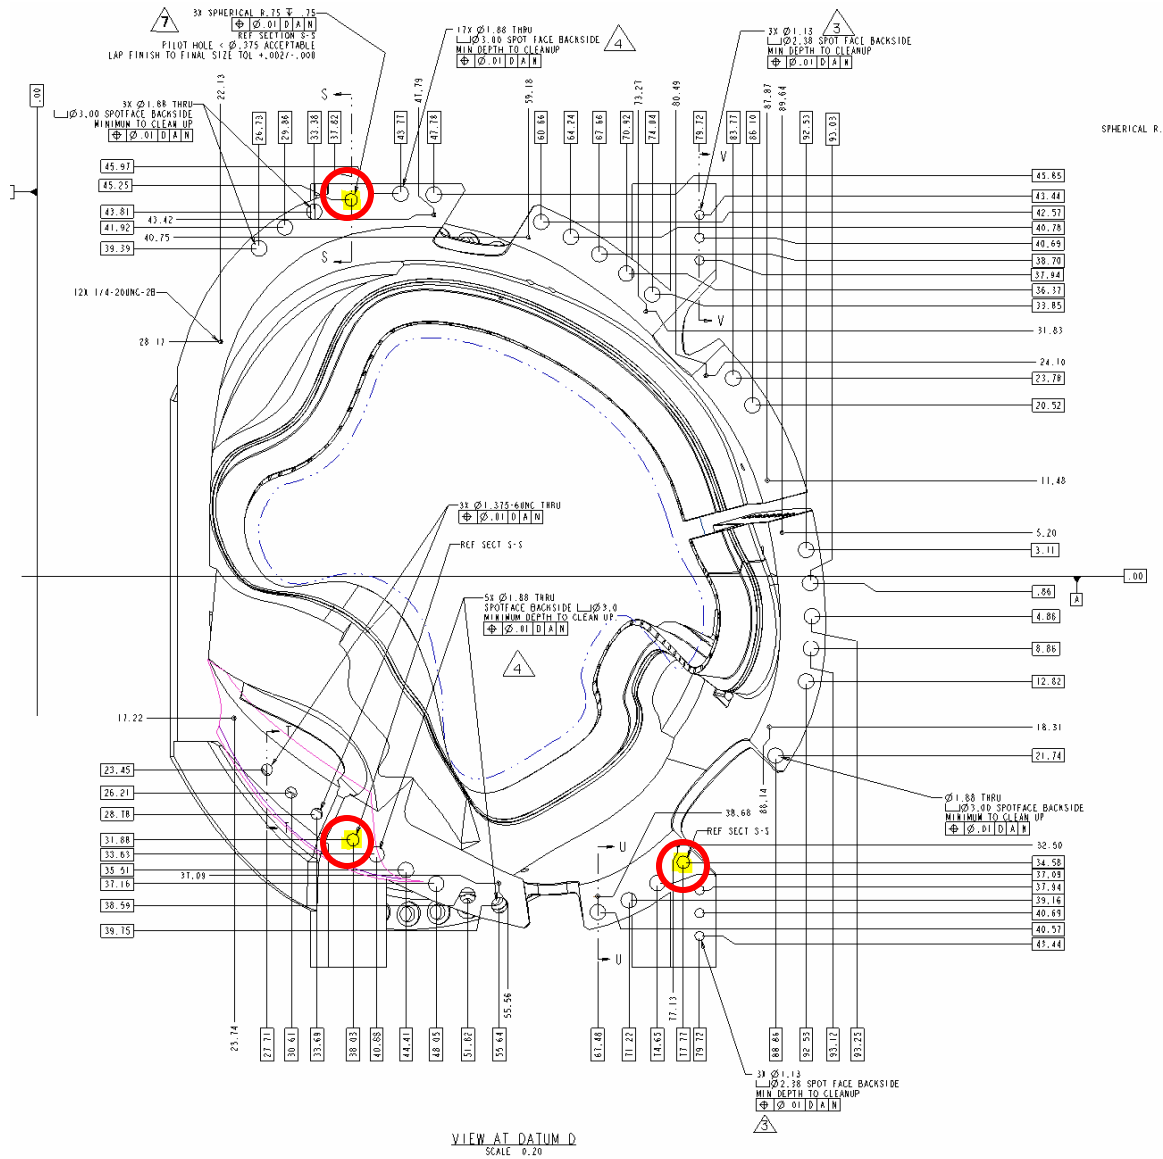 7
3X SPHERICAL R.75 ↧ .75
⌖ Ø.01 D A N
REF SECTION S-S
PILOT HOLE < Ø.375 ACCEPTABLE
LAP FINISH TO FINAL SIZE TOL +.002/-.000
17X Ø1.88 THRU
⌴Ø3.00 SPOT FACE BACKSIDE
MIN DEPTH TO CLEANUP
⌖ Ø.01 D A N
4
3
3X Ø1.13
⌴Ø2.38 SPOT FACE BACKSIDE
MIN DEPTH TO CLEANUP
⌖ Ø.01 D A N
SPHERICAL R.
.00
3X Ø1.88 THRU
⌴Ø3.00 SPOTFACE BACKSIDE
MINIMUM TO CLEAN UP
⌖ Ø.01 D A N
22.13
26.73
29.86
33.38
37.82
S
43.77
41.79
47.78
59.18
60.66
64.24
67.66
70.92
73.27
74.04
80.49
79.72
83.77
86.10
87.87
89.64
92.53
93.03
V
45.97
45.25
43.81
43.42
41.92
40.75
39.39
S
12X 1/4-20UNC-2B
28.17
45.65
43.44
42.57
40.78
40.69
38.70
37.94
36.37
33.85
31.83
V
24.10
23.78
20.52
11.48
5.20
3.11
.00
.86
A
4.86
8.86
12.82
18.31
21.74
3X Ø1.375-6UNC THRU
⌖ Ø.01 D A N
REF SECT S-S
5X Ø1.88 THRU
SPOTFACE BACKSIDE ⌴Ø3.0
MINIMUM DEPTH TO CLEAN UP
⌖ Ø.01 D A N
4
17.22
T
23.45
26.21
28.78
T
31.88
33.63
35.51
37.16
37.09
38.59
39.75
88.14
38.68
REF SECT S-S
U
Ø1.88 THRU
⌴Ø3.00 SPOTFACE BACKSIDE
MINIMUM TO CLEAN UP
⌖ Ø.01 D A N
32.50
34.58
37.09
37.94
39.16
40.69
40.57
43.44
U
23.74
27.71
30.61
33.69
38.03
40.88
44.41
48.05
51.82
55.64
55.56
67.48
71.22
74.65
77.13
77.77
79.72
88.86
92.53
93.12
93.25
3X Ø1.13
⌴Ø2.38 SPOT FACE BACKSIDE
MIN DEPTH TO CLEANUP
⌖ Ø.01 D A N
3
VIEW AT DATUM D
SCALE 0.20